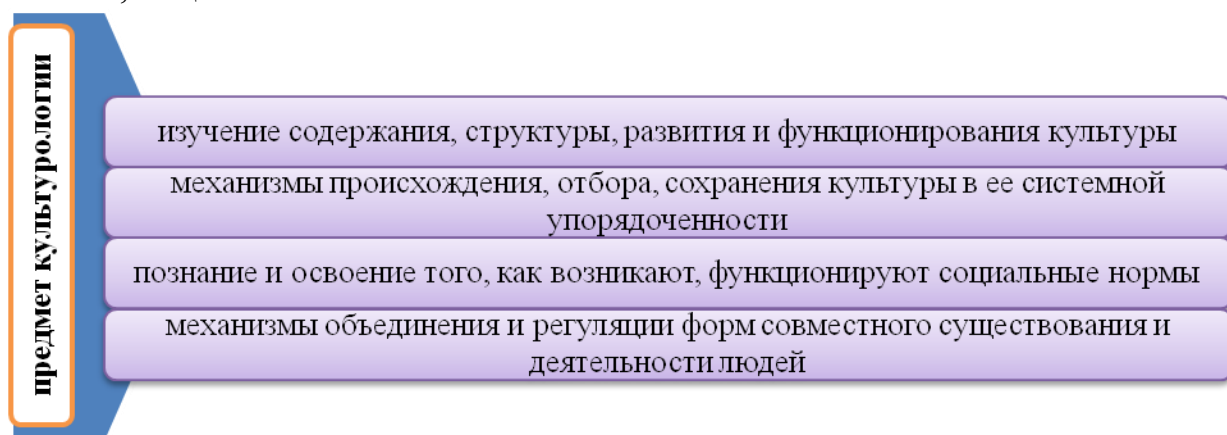 предмет культурологии
изучение содержания, структуры, развития и функционирования культуры
механизмы происхождения, отбора, сохранения культуры в ее системной
упорядоченности
познание и освоение того, как возникают, функционируют социальные нормы
механизмы объединения и регуляции форм совместного существования и
деятельности людей